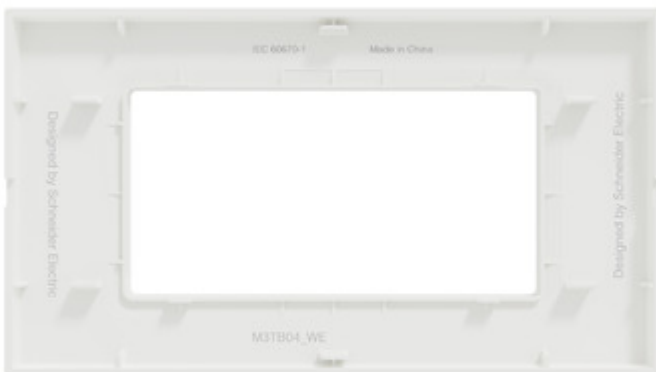 IEC 60670-1
Made in China
Designed by Schneider Electric
Designed by Schneider Electric
M3TB04_WE